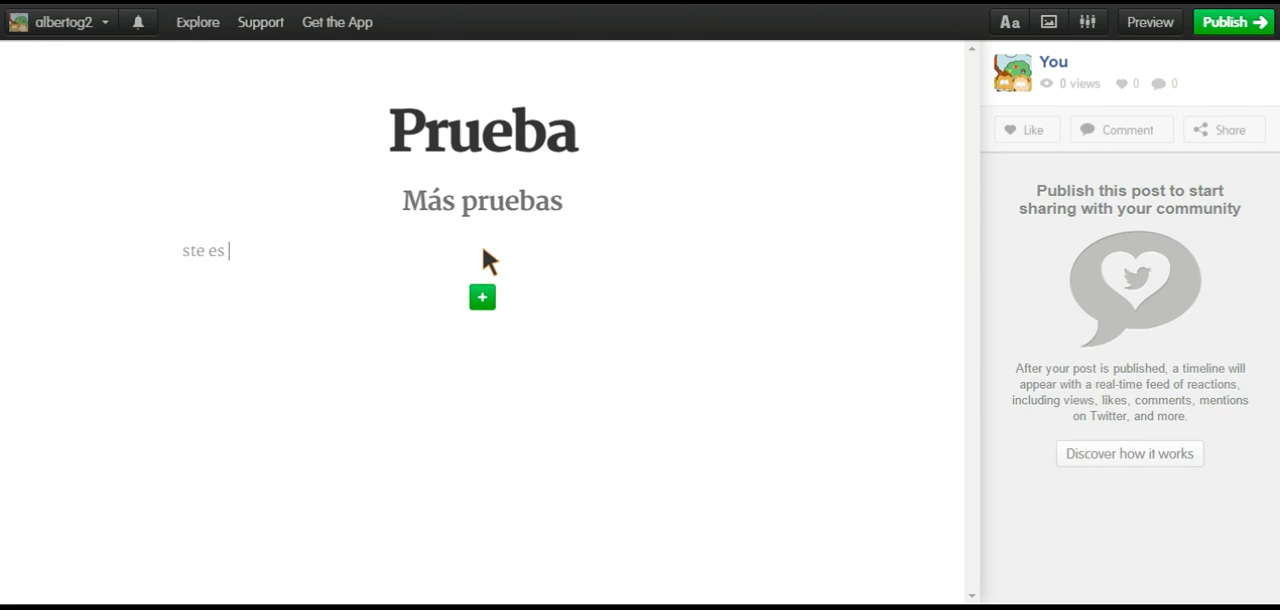 albertog2
Explore Support Get the App
Aa
Preview
Publish
Prueba
Más pruebas
ste es
You
0 views 0 0
Like
Comment
Share
Publish this post to start
sharing with your community
After your post is published, a timeline will
appear with a real-time feed of reactions,
including views, likes, comments, mentions
on Twitter, and more.
Discover how it works